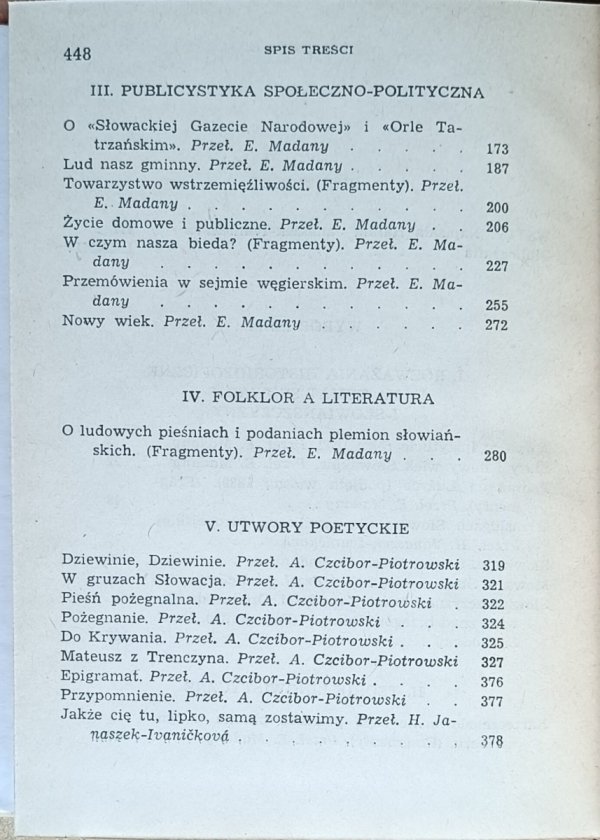 448 SPIS TREŚCI
III. PUBLICYSTYKA SPOŁECZNO-POLITYCZNA
O «Słowackiej Gazecie Narodowej» i «Orle Ta-
trzańskim». Przeł. E. Madany . . . . . 173
Lud nasz gminny. Przeł. E. Madany . . . . . 187
Towarzystwo wstrzemięźliwości. (Fragmenty). Przeł.
E. Madany . . . . . . . . . . . 200
Życie domowe i publiczne. Przeł. E. Madany . . 206
W czym nasza bieda? (Fragmenty). Przeł. E. Ma-
dany . . . . . . . . . . . . 227
Przemówienia w sejmie węgierskim. Przeł. E. Ma-
dany . . . . . . . . . . . . 255
Nowy wiek. Przeł. E. Madany . . . . . . 272
IV. FOLKLOR A LITERATURA
O ludowych pieśniach i podaniach plemion słowiań-
skich. (Fragmenty). Przeł. E. Madany . . . 280
V. UTWORY POETYCKIE
Dziewinie, Dziewinie. Przeł. A. Czcibor-Piotrowski 319
W gruzach Słowacja. Przeł. A. Czcibor-Piotrowski 321
Pieśń pożegnalna. Przeł. A. Czcibor-Piotrowski . 322
Pożegnanie. Przeł. A. Czcibor-Piotrowski . . . 324
Do Krywania. Przeł. A. Czcibor-Piotrowski . . . 325
Mateusz z Trenczyna. Przeł. A. Czcibor-Piotrowski 327
Epigramat. Przeł. A. Czcibor-Piotrowski . . . . 376
Przypomnienie. Przeł. A. Czcibor-Piotrowski . . 377
Jakże cię tu, lipko, samą zostawimy. Przeł. H. Ja-
naszek-Ivaničková . . . . . . . . . 378